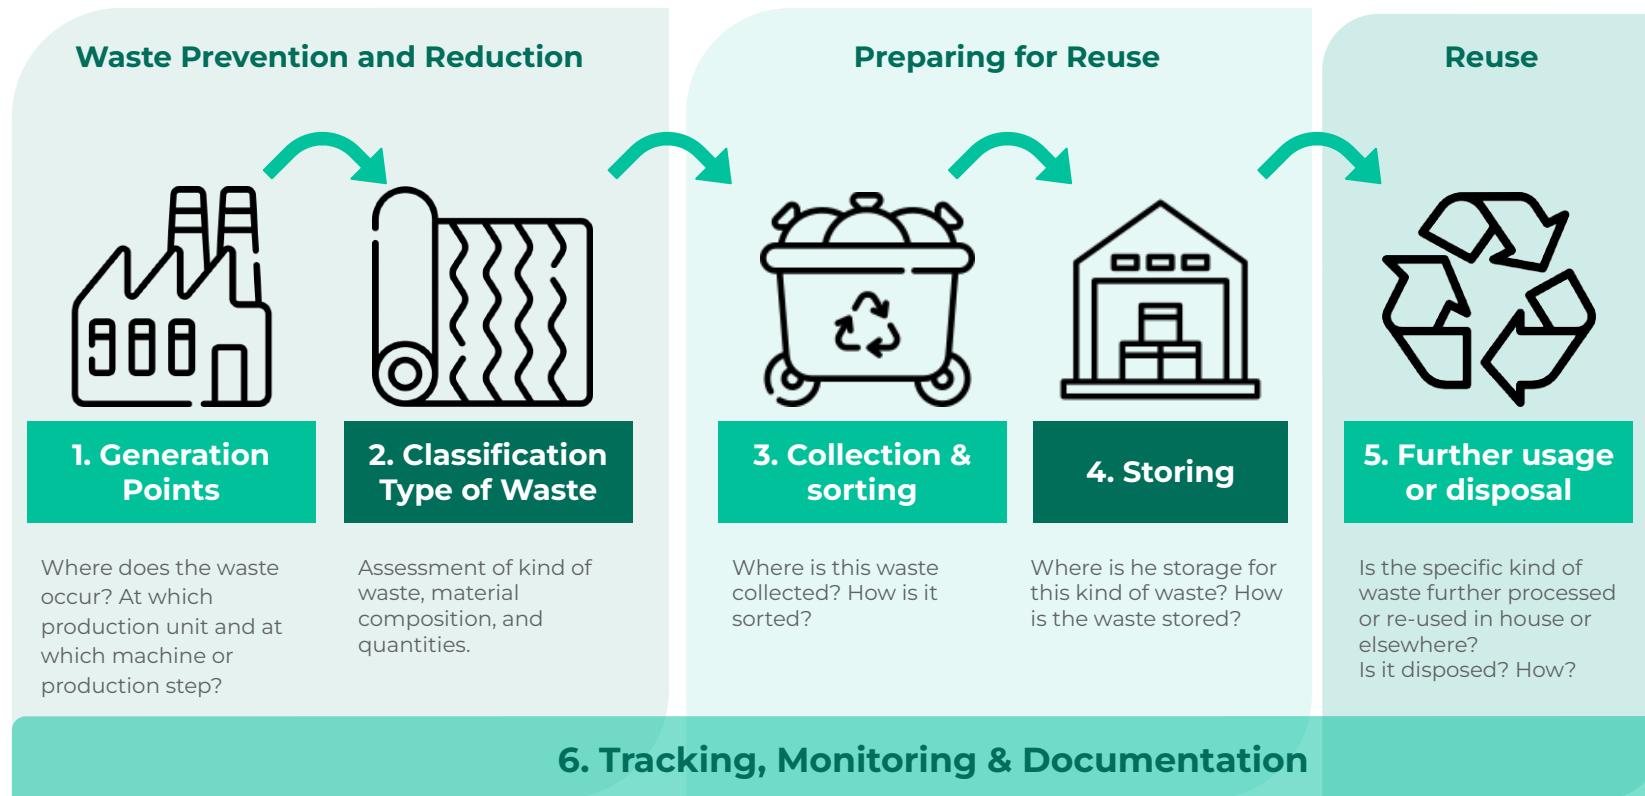 Waste Prevention and Reduction
Preparing for Reuse
Reuse
1. Generation
Points
2. Classification
Type of Waste
3. Collection &
sorting
4. Storing
5. Further usage
or disposal
Where does the waste
occur? At which
production unit and at
which machine or
production step?
Assessment of kind of
waste, material
composition, and
quantities.
Where is this waste
collected? How is it
sorted?
Where is he storage for
this kind of waste? How
is the waste stored?
Is the specific kind of
waste further processed
or re-used in house or
elsewhere?
Is it disposed? How?
6. Tracking, Monitoring & Documentation